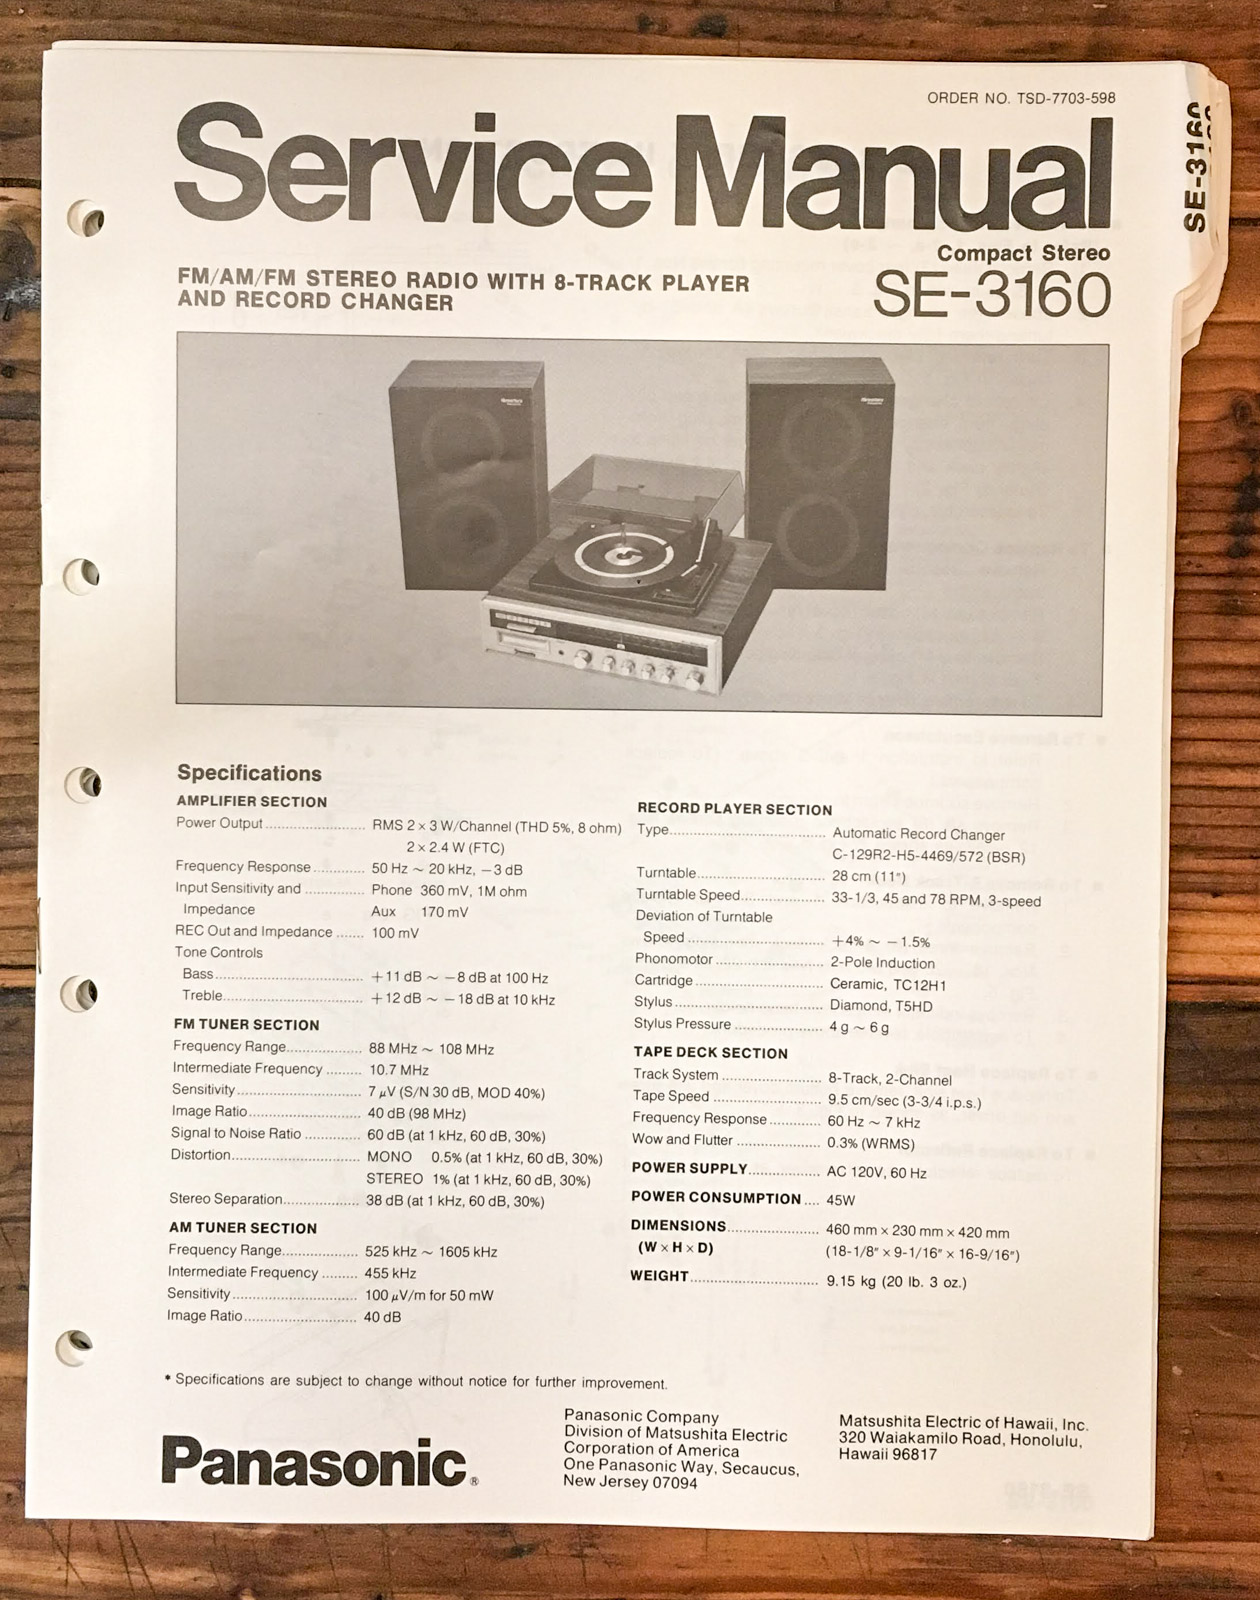 ORDER NO. TSD-7703-598
Service Manual
Compact Stereo
SE-3160
FM/AM/FM STEREO RADIO WITH 8-TRACK PLAYER
AND RECORD CHANGER
SE-3160
Specifications
AMPLIFIER SECTION
Power Output ............ RMS 2 × 3 W/Channel (THD 5%, 8 ohm)
2 × 2.4 W (FTC)
Frequency Response ............ 50 Hz ~ 20 kHz, −3 dB
Input Sensitivity and ............ Phone 360 mV, 1M ohm
Impedance Aux 170 mV
REC Out and Impedance ....... 100 mV
Tone Controls
Bass ............ +11 dB ~ −8 dB at 100 Hz
Treble ............ +12 dB ~ −18 dB at 10 kHz
FM TUNER SECTION
Frequency Range ............ 88 MHz ~ 108 MHz
Intermediate Frequency ......... 10.7 MHz
Sensitivity ............ 7 μV (S/N 30 dB, MOD 40%)
Image Ratio ............ 40 dB (98 MHz)
Signal to Noise Ratio ............ 60 dB (at 1 kHz, 60 dB, 30%)
Distortion ............ MONO 0.5% (at 1 kHz, 60 dB, 30%)
STEREO 1% (at 1 kHz, 60 dB, 30%)
Stereo Separation ............ 38 dB (at 1 kHz, 60 dB, 30%)
AM TUNER SECTION
Frequency Range ............ 525 kHz ~ 1605 kHz
Intermediate Frequency ......... 455 kHz
Sensitivity ............ 100 μV/m for 50 mW
Image Ratio ............ 40 dB
RECORD PLAYER SECTION
Type ............ Automatic Record Changer
C-129R2-H5-4469/572 (BSR)
Turntable ............ 28 cm (11")
Turntable Speed ............ 33-1/3, 45 and 78 RPM, 3-speed
Deviation of Turntable
Speed ............ +4% ~ −1.5%
Phonomotor ............ 2-Pole Induction
Cartridge ............ Ceramic, TC12H1
Stylus ............ Diamond, T5HD
Stylus Pressure ............ 4 g ~ 6 g
TAPE DECK SECTION
Track System ............ 8-Track, 2-Channel
Tape Speed ............ 9.5 cm/sec (3-3/4 i.p.s.)
Frequency Response ............ 60 Hz ~ 7 kHz
Wow and Flutter ............ 0.3% (WRMS)
POWER SUPPLY ............ AC 120V, 60 Hz
POWER CONSUMPTION .... 45W
DIMENSIONS ............ 460 mm × 230 mm × 420 mm
(W × H × D) (18-1/8" × 9-1/16" × 16-9/16")
WEIGHT ............ 9.15 kg (20 lb. 3 oz.)
* Specifications are subject to change without notice for further improvement.
Panasonic®
Panasonic Company
Division of Matsushita Electric
Corporation of America
One Panasonic Way, Secaucus,
New Jersey 07094
Matsushita Electric of Hawaii, Inc.
320 Waiakamilo Road, Honolulu,
Hawaii 96817